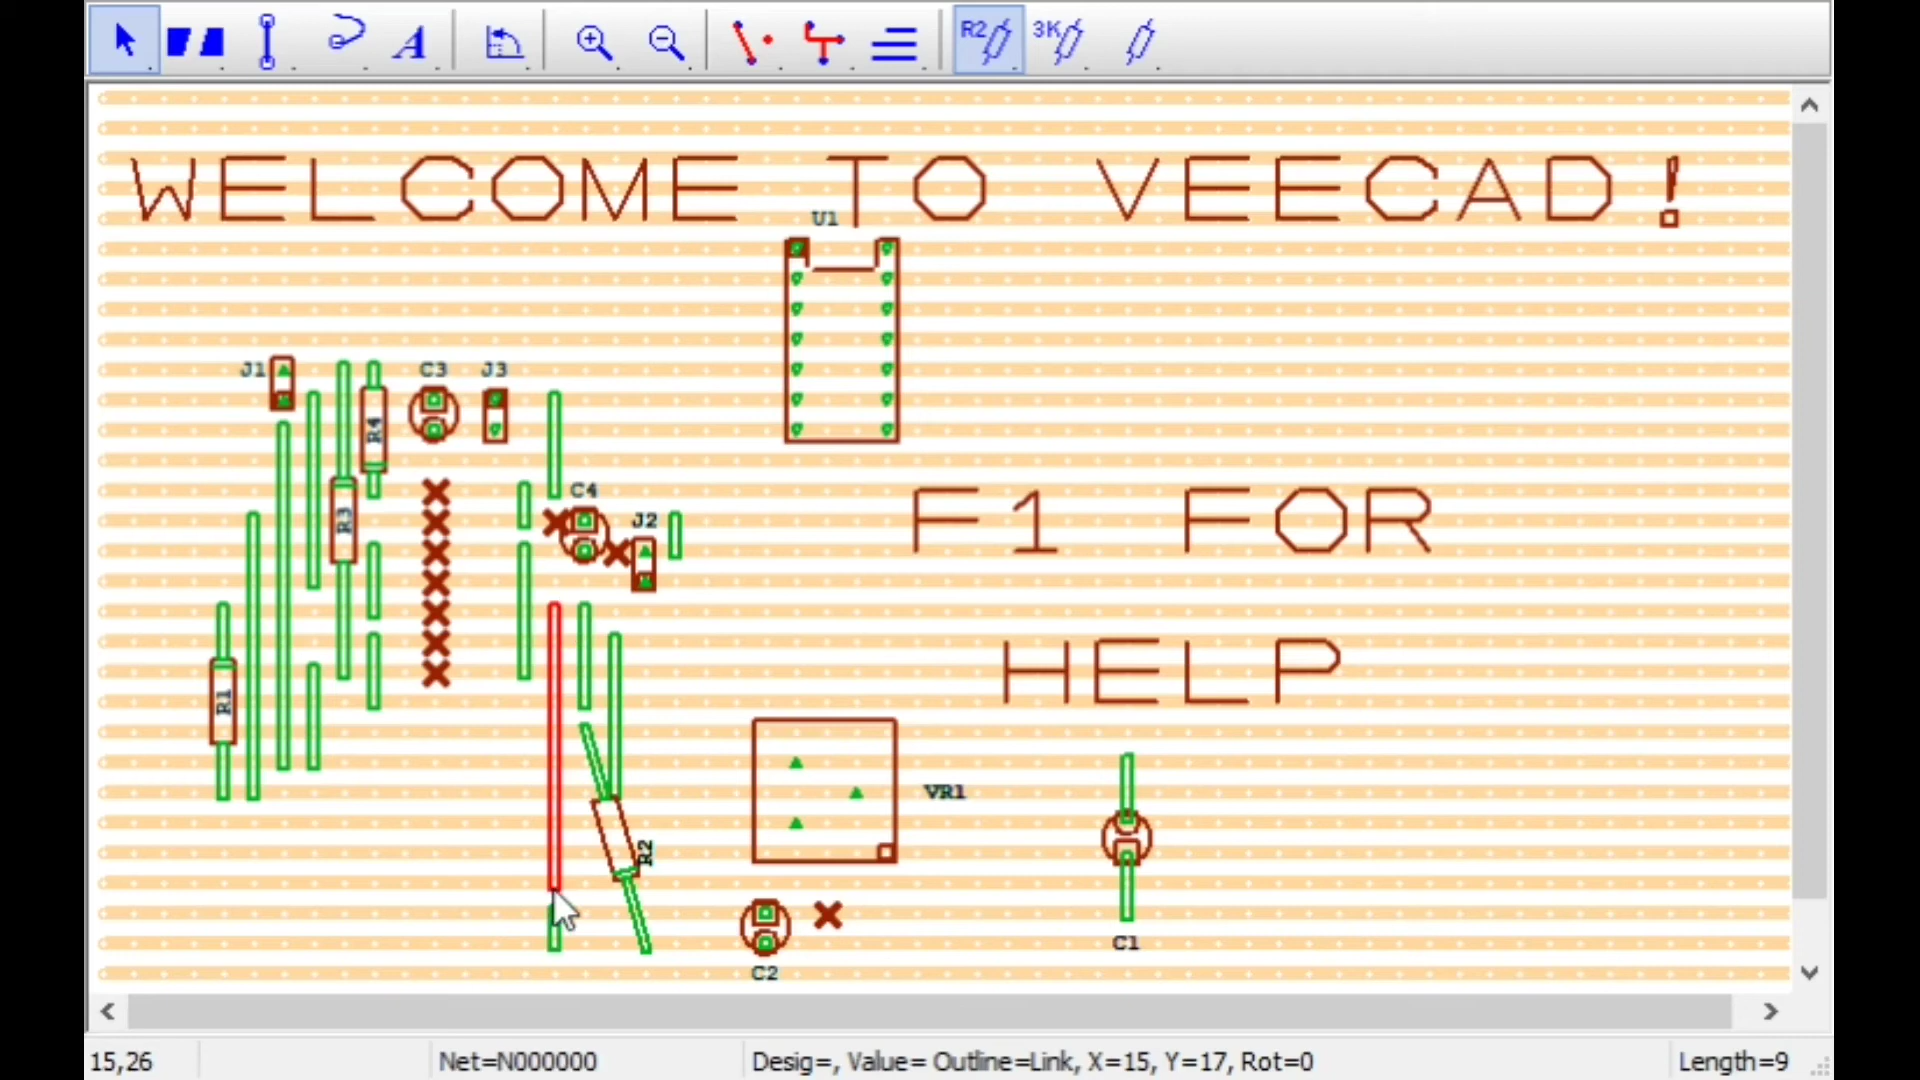 A R2 3K
WELCOME TO VEECAD!
U1
J1 C3 J3
R4
C4
R3 J2
F1 FOR
HELP
R1
VR1
R2
C1
C2
15,26 Net=N000000 Desig=, Value= Outline=Link, X=15, Y=17, Rot=0 Length=9